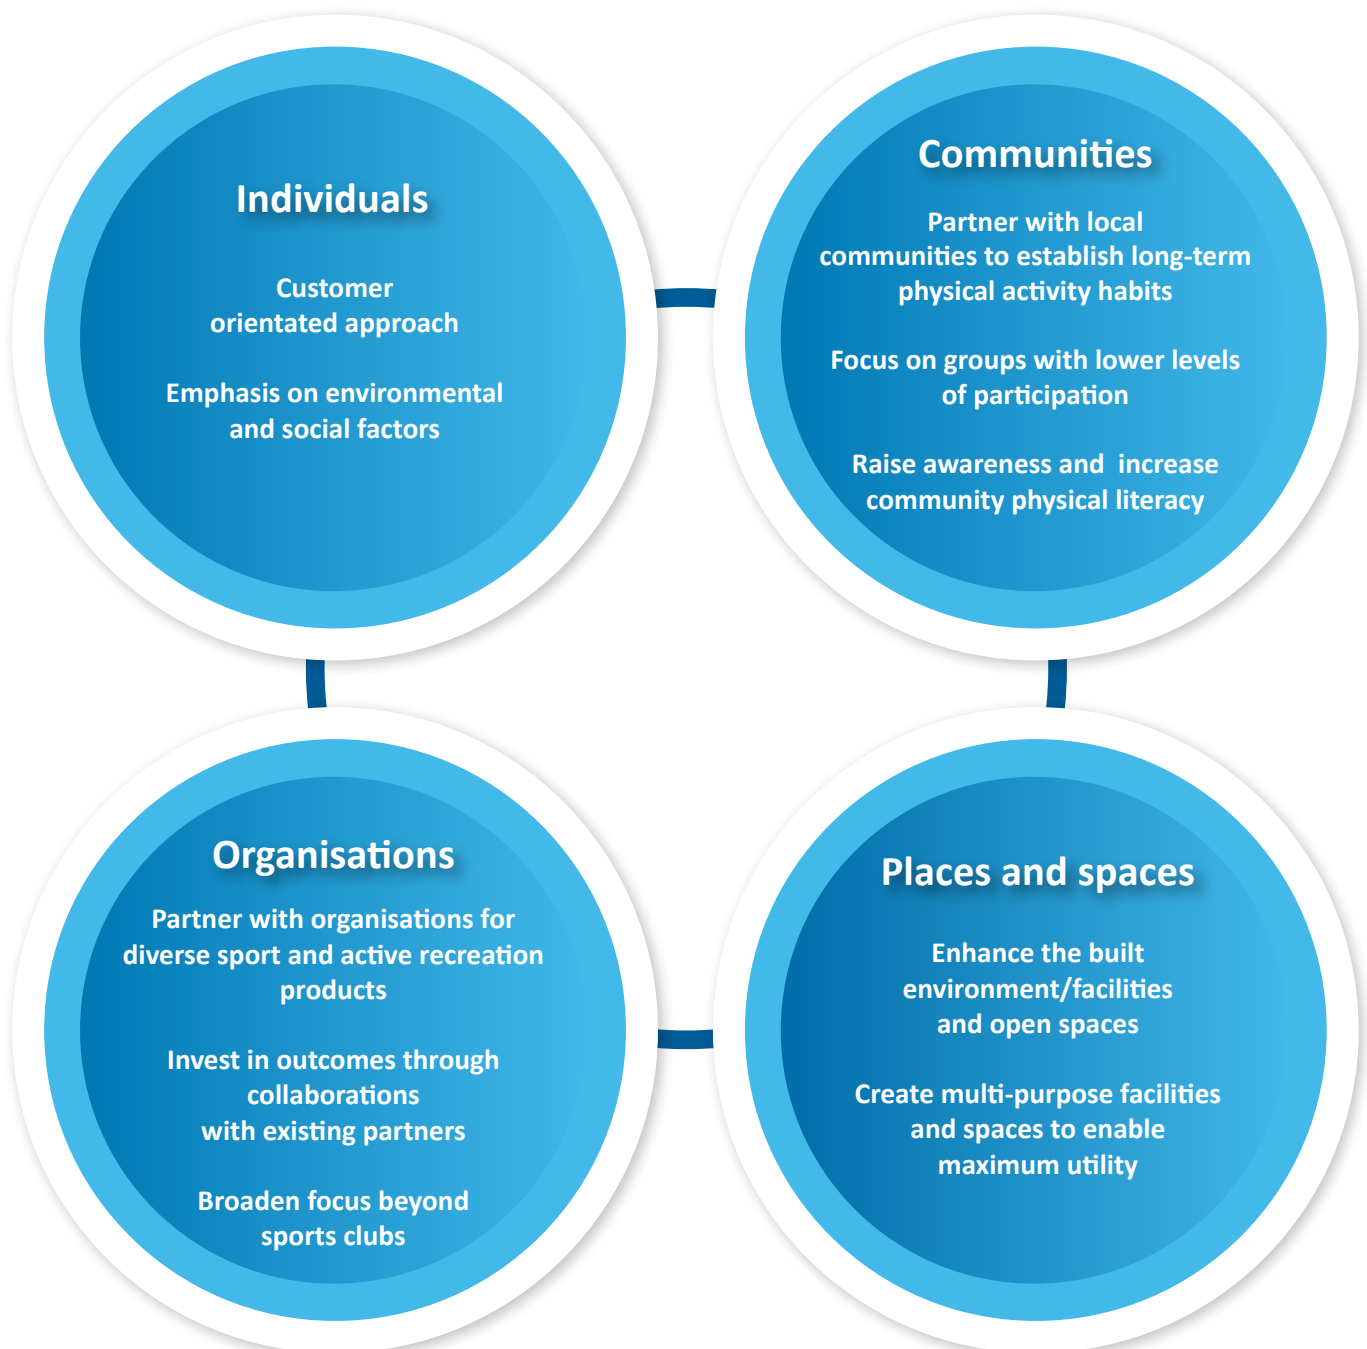 Individuals
Customer
orientated approach
Emphasis on environmental
and social factors
Communities
Partner with local
communities to establish long-term
physical activity habits
Focus on groups with lower levels
of participation
Raise awareness and  increase
community physical literacy
Organisations
Partner with organisations for
diverse sport and active recreation
products
Invest in outcomes through
collaborations
with existing partners
Broaden focus beyond
sports clubs
Places and spaces
Enhance the built
environment/facilities
and open spaces
Create multi-purpose facilities
and spaces to enable
maximum utility